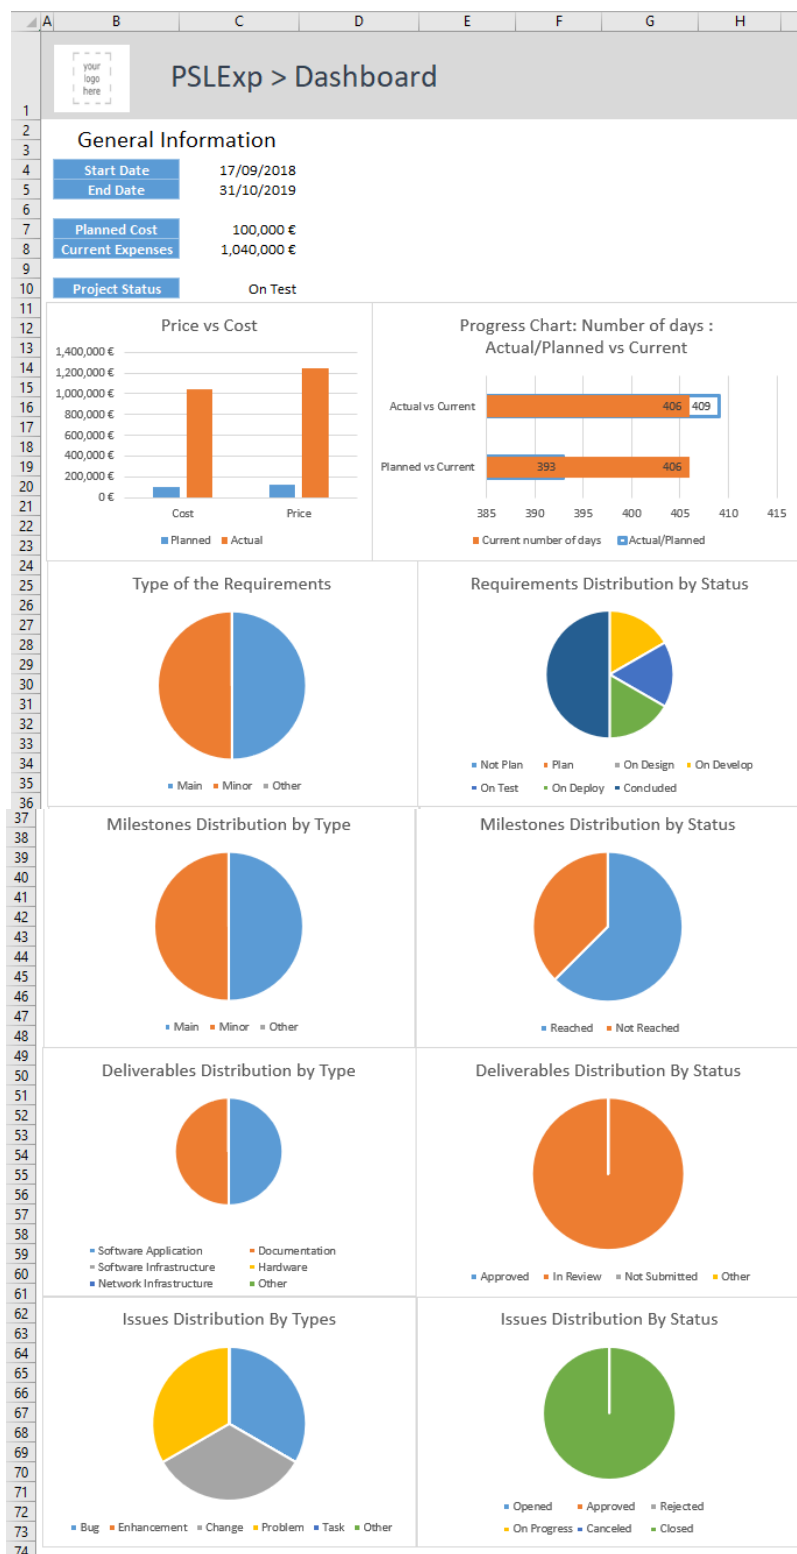 A B C D E F G H
your
logo
here
PSLExp > Dashboard
1
2
General Information
3
4 Start Date 17/09/2018
5 End Date 31/10/2019
6
7 Planned Cost 100,000 €
8 Current Expenses 1,040,000 €
9
10 Project Status On Test
11
12
13
14
15
16
17
18
19
20
21
22
23
24
25
26
27
28
29
30
31
32
33
34
35
36
37
38
39
40
41
42
43
44
45
46
47
48
49
50
51
52
53
54
55
56
57
58
59
60
61
62
63
64
65
66
67
68
69
70
71
72
73
74
Price vs Cost
1,400,000 €
1,200,000 €
1,000,000 €
800,000 €
600,000 €
400,000 €
200,000 €
0 €
Cost Price
Planned Actual
Progress Chart: Number of days :
Actual/Planned vs Current
Actual vs Current 406 409
Planned vs Current 393 406
385 390 395 400 405 410 415
Current number of days Actual/Planned
Type of the Requirements
Main Minor Other
Requirements Distribution by Status
Not Plan Plan On Design On Develop
On Test On Deploy Concluded
Milestones Distribution by Type
Main Minor Other
Milestones Distribution by Status
Reached Not Reached
Deliverables Distribution by Type
Software Application Documentation
Software Infrastructure Hardware
Network Infrastructure Other
Deliverables Distribution By Status
Approved In Review Not Submitted Other
Issues Distribution By Types
Bug Enhancement Change Problem Task Other
Issues Distribution By Status
Opened Approved Rejected
On Progress Canceled Closed